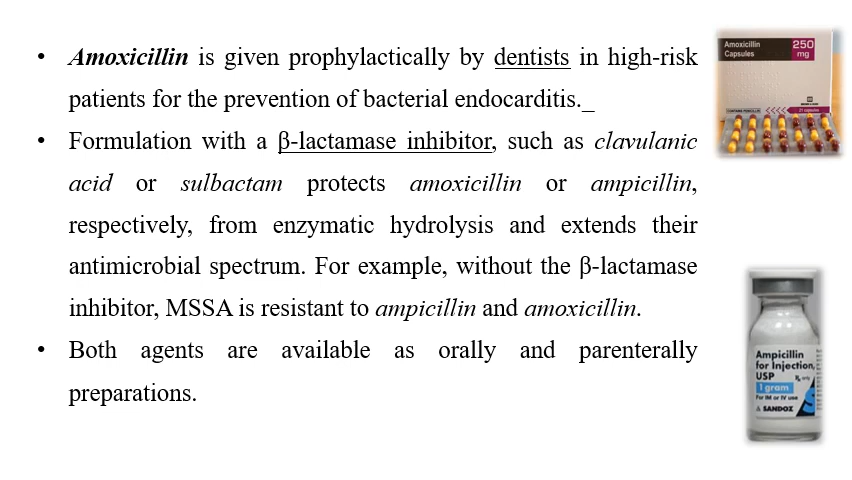 • Amoxicillin is given prophylactically by dentists in high-risk
patients for the prevention of bacterial endocarditis._
• Formulation with a β-lactamase inhibitor, such as clavulanic
acid or sulbactam protects amoxicillin or ampicillin,
respectively, from enzymatic hydrolysis and extends their
antimicrobial spectrum. For example, without the β-lactamase
inhibitor, MSSA is resistant to ampicillin and amoxicillin.
• Both agents are available as orally and parenterally
preparations.
Amoxicillin
Capsules
250
mg
21 capsules
Ampicillin
for Injection,
USP
Rx only
1 gram
For IM or IV use
SANDOZ